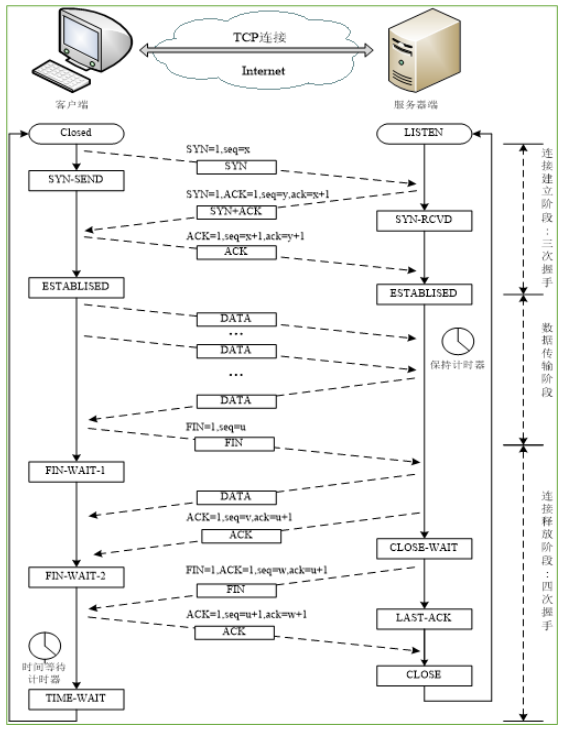 TCP连接
Internet
客户端
服务器端
Closed
LISTEN
SYN=1,seq=x
SYN
SYN-SEND
SYN=1,ACK=1,seq=y,ack=x+1
SYN+ACK
SYN-RCVD
ACK=1,seq=x+1,ack=y+1
ACK
连接建立阶段:三次握手
ESTABLISED
ESTABLISED
DATA
...
DATA
...
保持计时器
数据传输阶段
DATA
FIN=1,seq=u
FIN
FIN-WAIT-1
DATA
ACK=1,seq=v,ack=u+1
ACK
CLOSE-WAIT
FIN-WAIT-2
FIN=1,ACK=1,seq=w,ack=u+1
FIN
连接释放阶段:四次握手
ACK=1,seq=u+1,ack=w+1
ACK
LAST-ACK
时间等待
计时器
CLOSE
TIME-WAIT